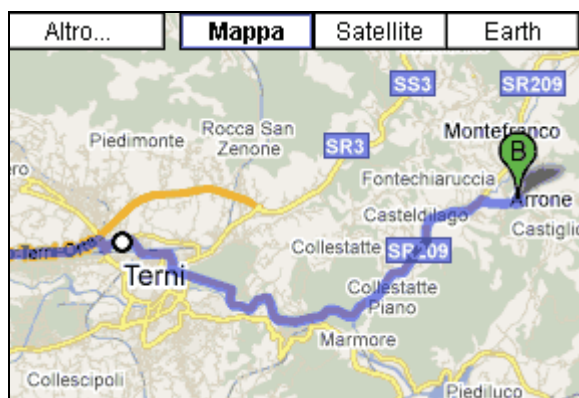 Altro...
Mappa
Satellite
Earth
SS3
SR209
Montefranco
Piedimonte
Rocca San
Zenone
SR3
B
Fontechiaruccia
Arrone
Casteldilago
Castiglio
Collestatte
SR209
Terni
Collestatte
Piano
Marmore
Collescipoli
Piediluco